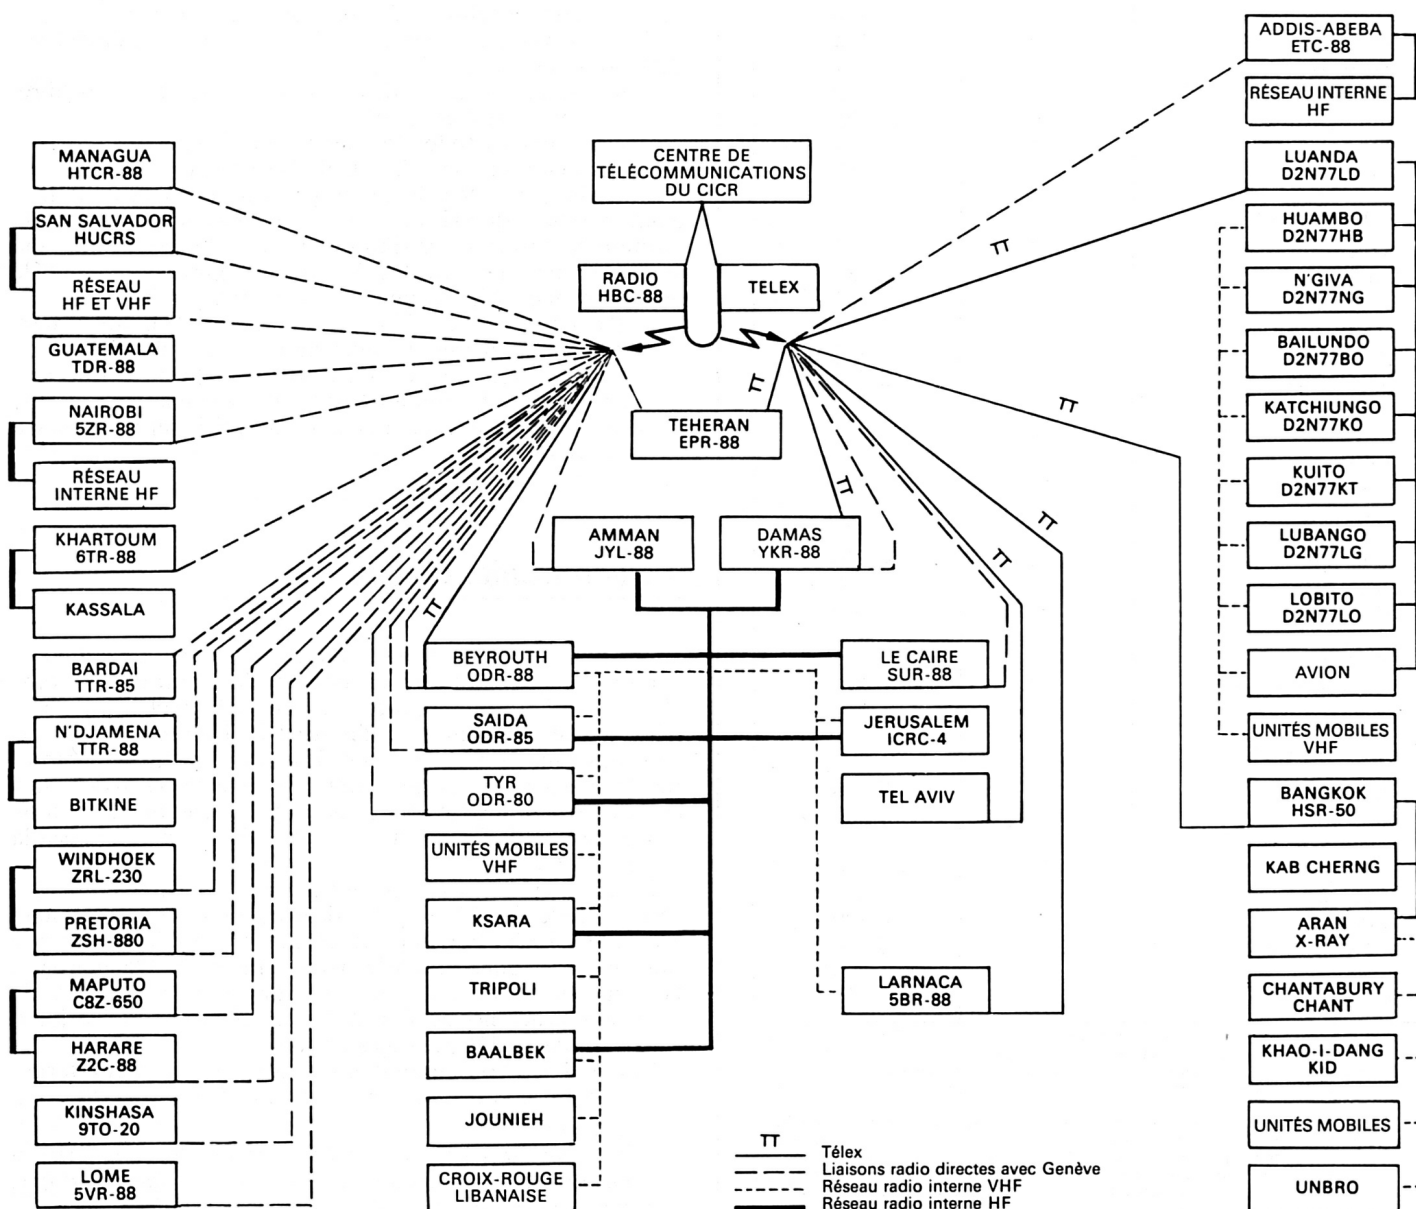 MANAGUA
HTCR-88
SAN SALVADOR
HUCRS
RÉSEAU
HF ET VHF
GUATEMALA
TDR-88
NAIROBI
5ZR-88
RÉSEAU
INTERNE HF
KHARTOUM
6TR-88
KASSALA
BARDAI
TTR-85
N'DJAMENA
TTR-88
BITKINE
WINDHOEK
ZRL-230
PRETORIA
ZSH-880
MAPUTO
C8Z-650
HARARE
Z2C-88
KINSHASA
9TO-20
LOME
5VR-88
CENTRE DE
TÉLÉCOMMUNICATIONS
DU CICR
RADIO
HBC-88
TELEX
TT
TEHERAN
EPR-88
TT
AMMAN
JYL-88
DAMAS
YKR-88
TT
TT
TT
TT
TT
BEYROUTH
ODR-88
SAIDA
ODR-85
TYR
ODR-80
UNITÉS MOBILES
VHF
KSARA
TRIPOLI
BAALBEK
JOUNIEH
CROIX-ROUGE
LIBANAISE
LE CAIRE
SUR-88
JERUSALEM
ICRC-4
TEL AVIV
LARNACA
5BR-88
TT
Télex
Liaisons radio directes avec Genève
Réseau radio interne VHF
Réseau radio interne HF
ADDIS-ABEBA
ETC-88
RÉSEAU INTERNE
HF
LUANDA
D2N77LD
HUAMBO
D2N77HB
N'GIVA
D2N77NG
BAILUNDO
D2N77BO
KATCHIUNGO
D2N77KO
KUITO
D2N77KT
LUBANGO
D2N77LG
LOBITO
D2N77LO
AVION
UNITÉS MOBILES
VHF
BANGKOK
HSR-50
KAB CHERNG
ARAN
X-RAY
CHANTABURY
CHANT
KHAO-I-DANG
KID
UNITÉS MOBILES
UNBRO